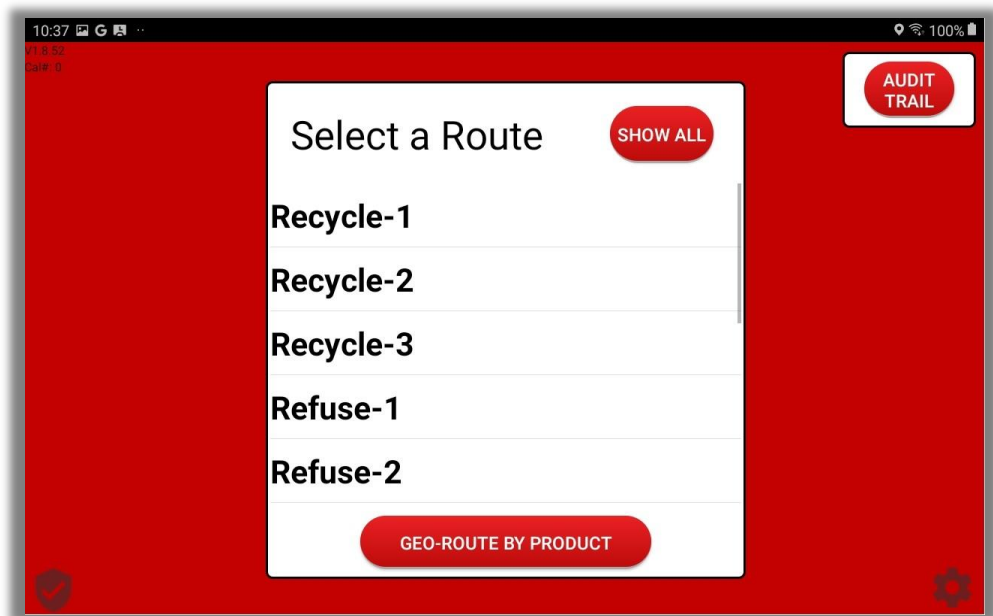 10:37 G ··
100%
V1.8.52
Cal#: 0
AUDIT
TRAIL
Select a Route
SHOW ALL
Recycle-1
Recycle-2
Recycle-3
Refuse-1
Refuse-2
GEO-ROUTE BY PRODUCT